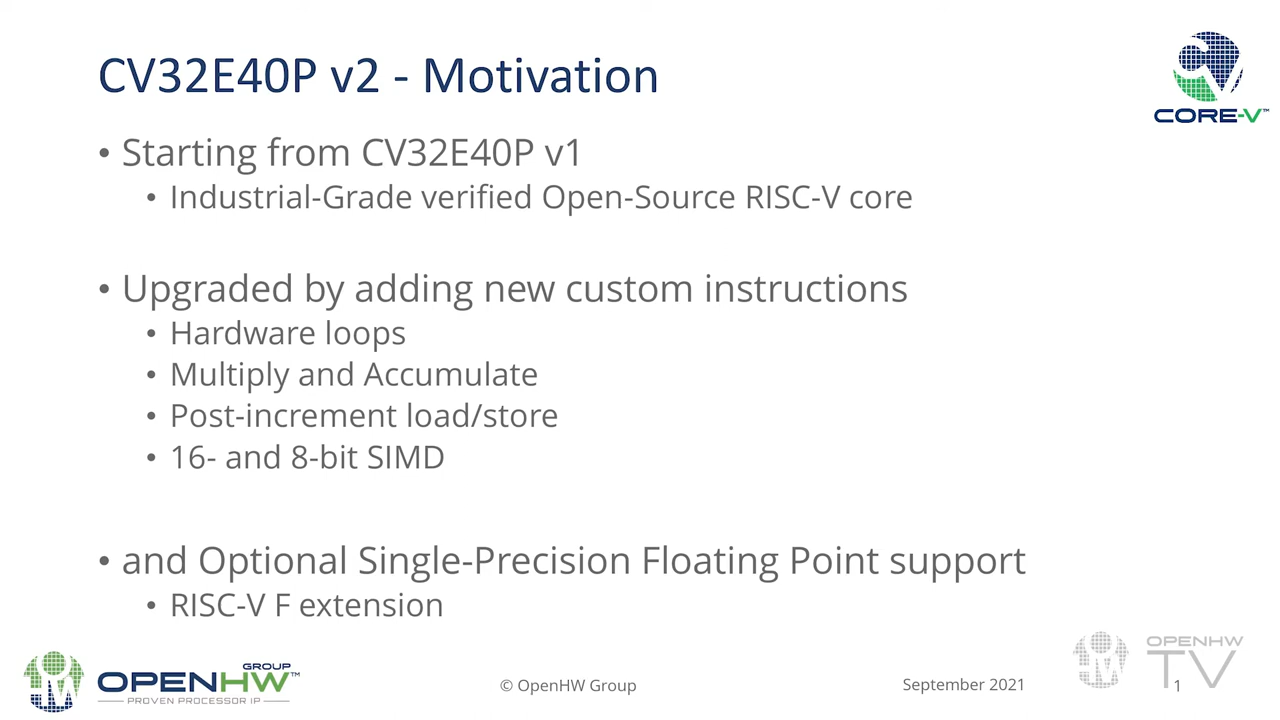 CV32E40P v2 - Motivation
CORE-V™
• Starting from CV32E40P v1
• Industrial-Grade verified Open-Source RISC-V core
• Upgraded by adding new custom instructions
• Hardware loops
• Multiply and Accumulate
• Post-increment load/store
• 16- and 8-bit SIMD
• and Optional Single-Precision Floating Point support
• RISC-V F extension
OPENHW GROUP™
PROVEN PROCESSOR IP
© OpenHW Group
September 2021
OPENHW
TV
1